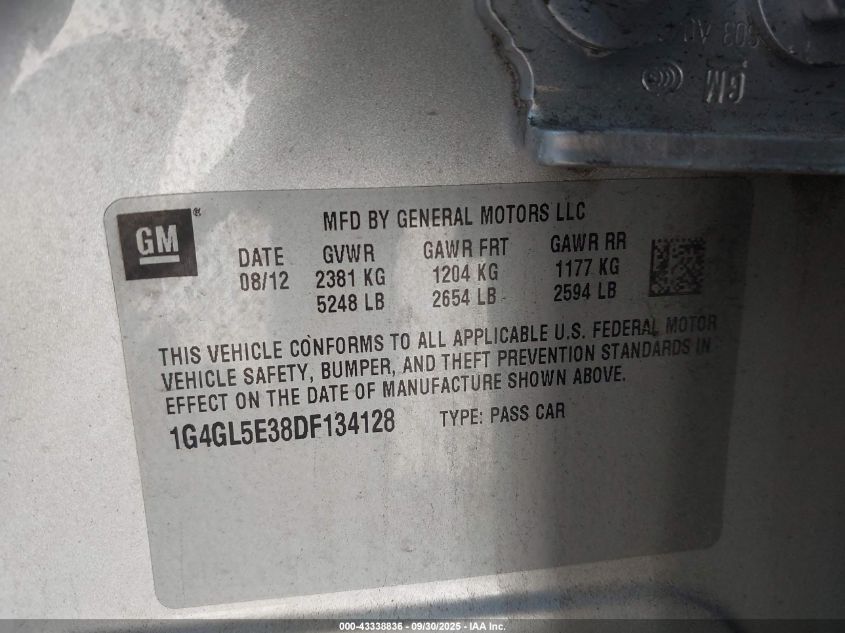 GM
GM ®
MFD BY GENERAL MOTORS LLC
DATE GVWR GAWR FRT GAWR RR
08/12 2381 KG 1204 KG 1177 KG
5248 LB 2654 LB 2594 LB
THIS VEHICLE CONFORMS TO ALL APPLICABLE U.S. FEDERAL MOTOR
VEHICLE SAFETY, BUMPER, AND THEFT PREVENTION STANDARDS IN
EFFECT ON THE DATE OF MANUFACTURE SHOWN ABOVE.
1G4GL5E38DF134128 TYPE: PASS CAR
000-43338836 - 09/30/2025 - IAA Inc.